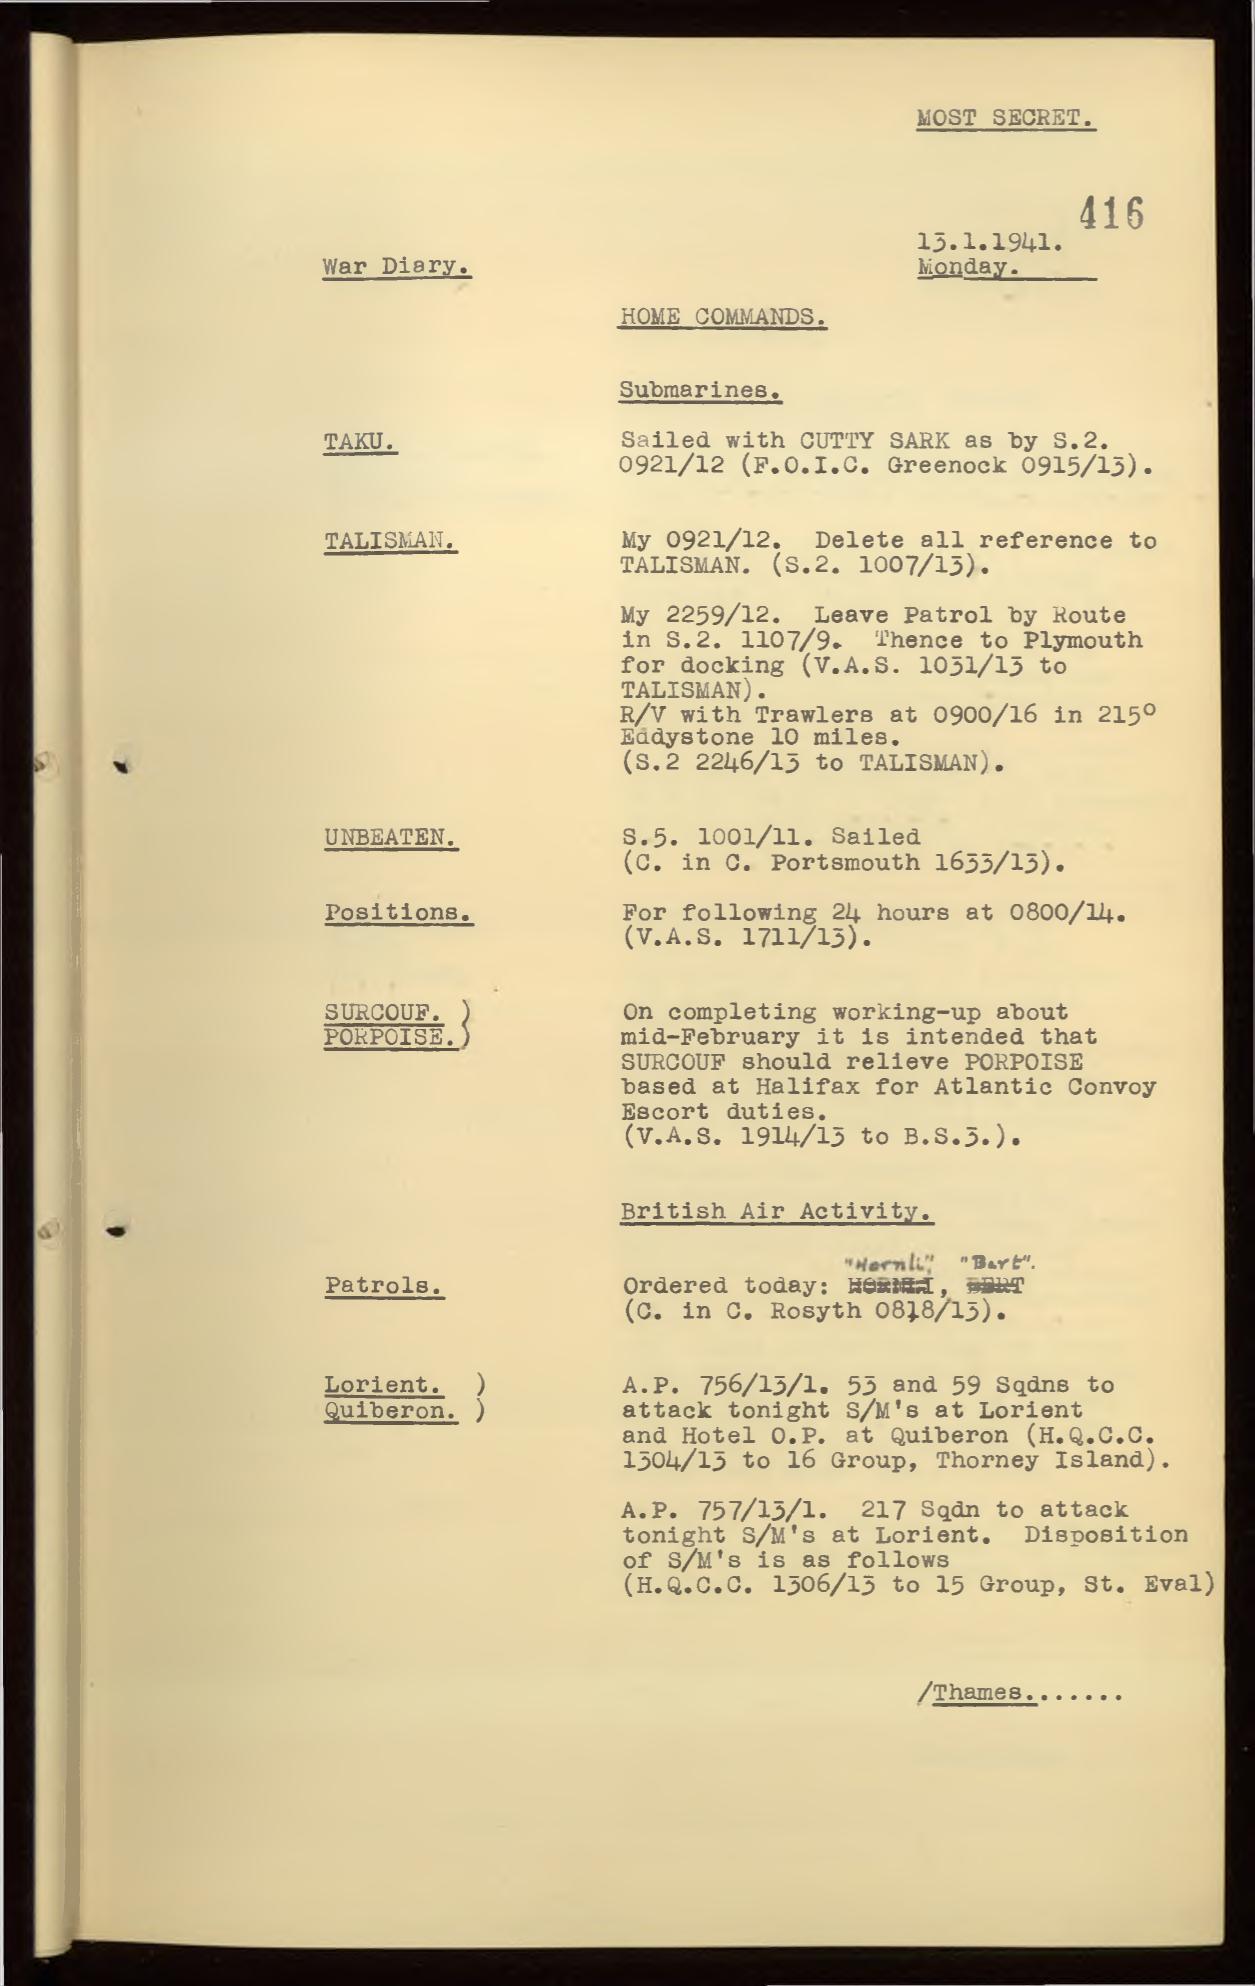 MOST SECRET.
416
13.1.1941.
War Diary.
Monday.
HOME COMMANDS.
Submarines.
TAKU.
Sailed with CUTTY SARK as by S.2.
0921/12 (F.O.I.C. Greenock 0915/13).
TALISMAN.
My 0921/12. Delete all reference to
TALISMAN. (S.2. 1007/13).
My 2259/12. Leave Patrol by Route
in S.2. 1107/9. Thence to Plymouth
for docking (V.A.S. 1031/13 to
TALISMAN).
R/V with Trawlers at 0900/16 in 215°
Eddystone 10 miles.
(S.2 2246/13 to TALISMAN).
UNBEATEN.
S.5. 1001/11. Sailed
(C. in C. Portsmouth 1633/13).
Positions.
For following 24 hours at 0800/14.
(V.A.S. 1711/13).
SURCOUF. )
PORPOISE. )
On completing working-up about
mid-February it is intended that
SURCOUF should relieve PORPOISE
based at Halifax for Atlantic Convoy
Escort duties.
(V.A.S. 1914/13 to B.S.3.).
British Air Activity.
"Hornli", "Bert".
Patrols.
Ordered today: HORNLI, BERT
(C. in C. Rosyth 0818/13).
Lorient. )
Quiberon. )
A.P. 756/13/1. 53 and 59 Sqdns to
attack tonight S/M's at Lorient
and Hotel O.P. at Quiberon (H.Q.C.C.
1304/13 to 16 Group, Thorney Island).
A.P. 757/13/1. 217 Sqdn to attack
tonight S/M's at Lorient. Disposition
of S/M's is as follows
(H.Q.C.C. 1306/13 to 15 Group, St. Eval)
/Thames.......